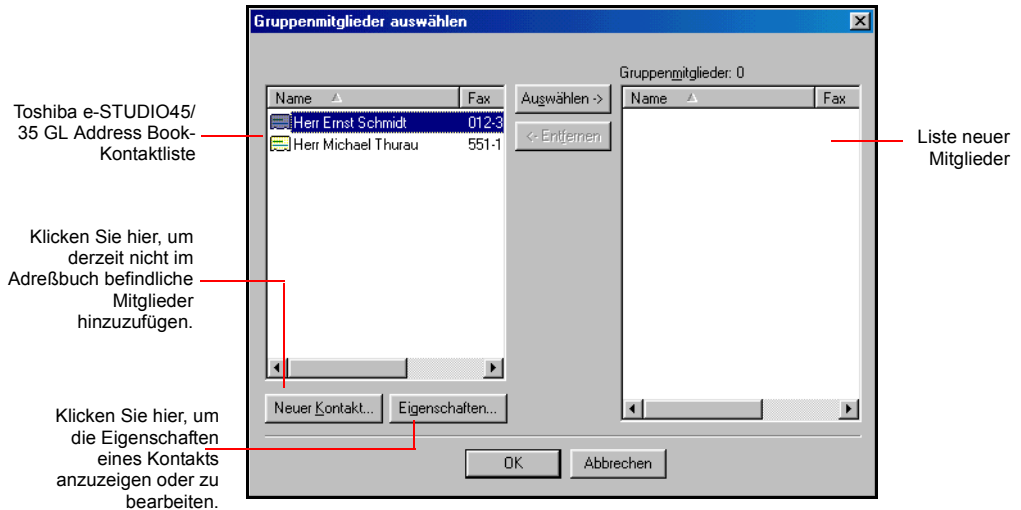 Gruppenmitglieder auswählen
Gruppenmitglieder: 0
Name Fax
Auswählen ->
Name Fax
Toshiba e-STUDIO45/
35 GL Address Book-
Kontaktliste
Herr Ernst Schmidt 012-3
Herr Michael Thurau 551-1
<- Entfernen
Liste neuer
Mitglieder
Klicken Sie hier, um
derzeit nicht im
Adreßbuch befindliche
Mitglieder
hinzuzufügen.
Neuer Kontakt...
Eigenschaften...
Klicken Sie hier, um
die Eigenschaften
eines Kontakts
anzuzeigen oder zu
bearbeiten.
OK
Abbrechen